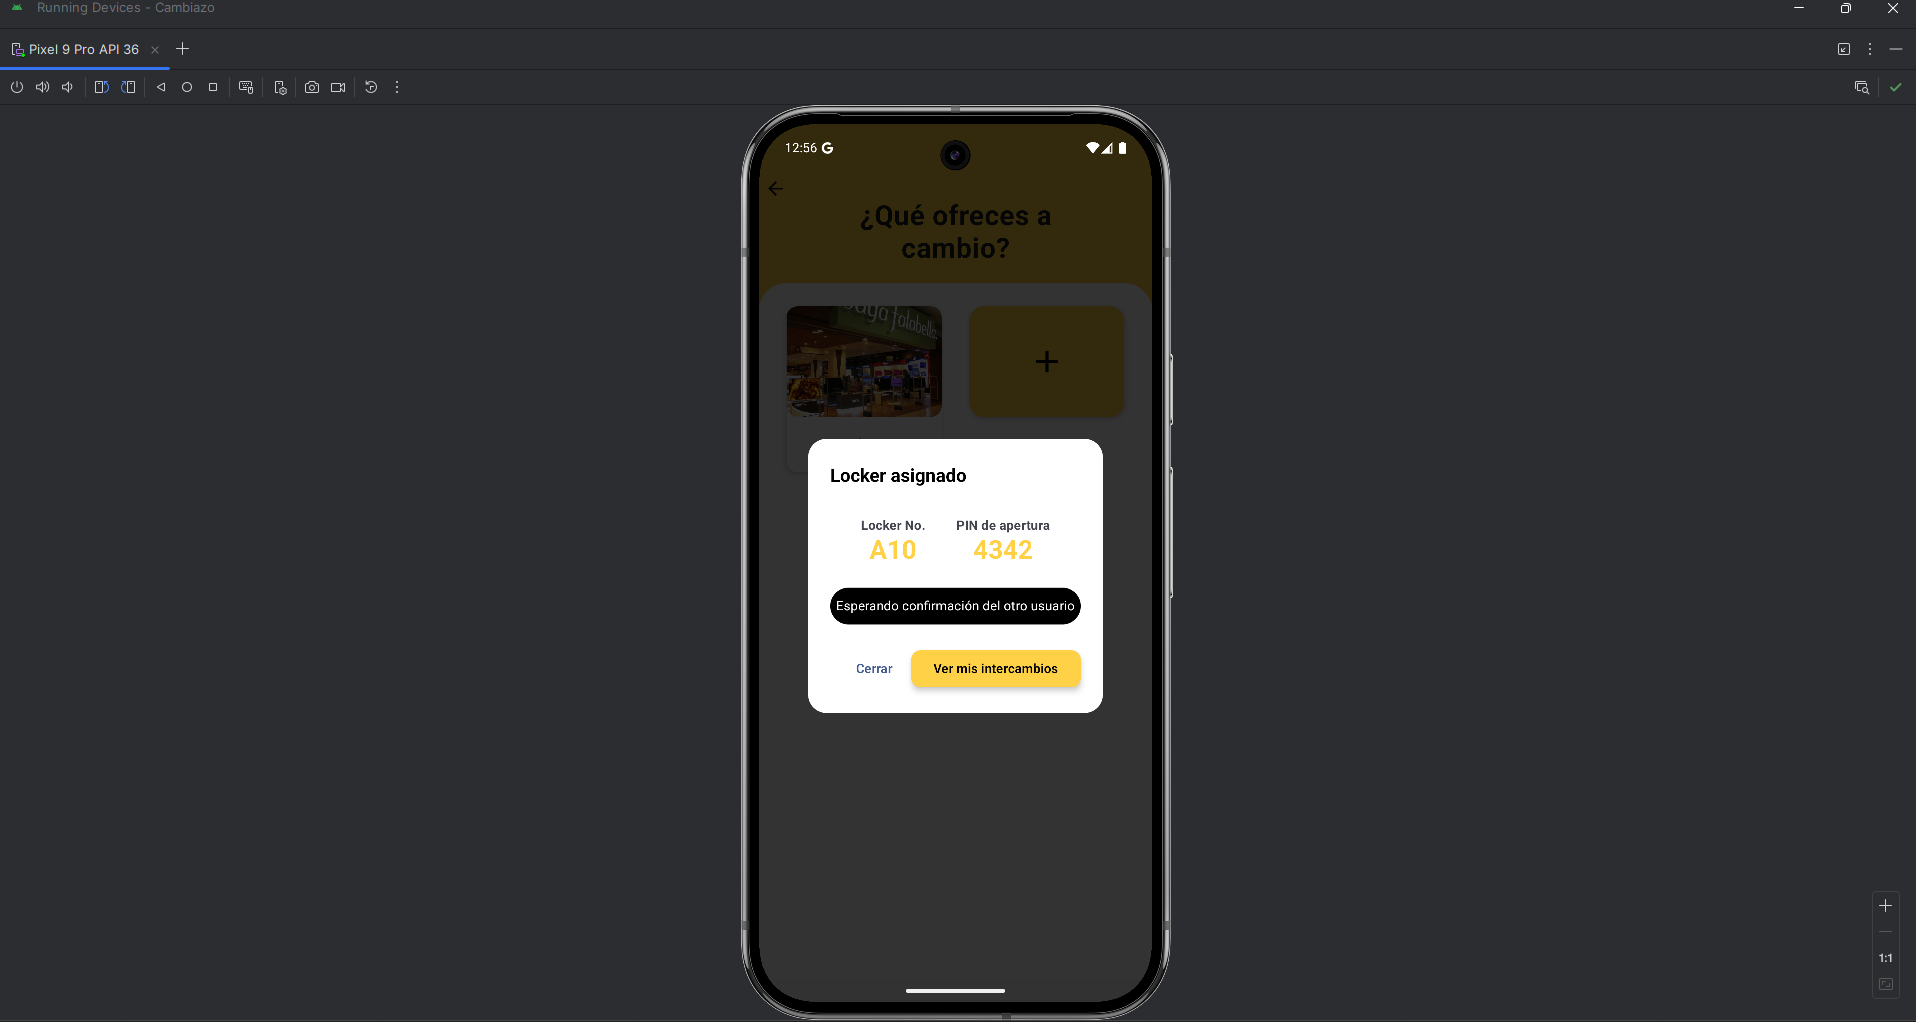 Running Devices - Cambiazo
Pixel 9 Pro API 36
12:56
¿Qué ofreces a
cambio?
falabella
Locker asignado
Locker No.
PIN de apertura
A10
4342
Esperando confirmación del otro usuario
Cerrar
Ver mis intercambios
1:1